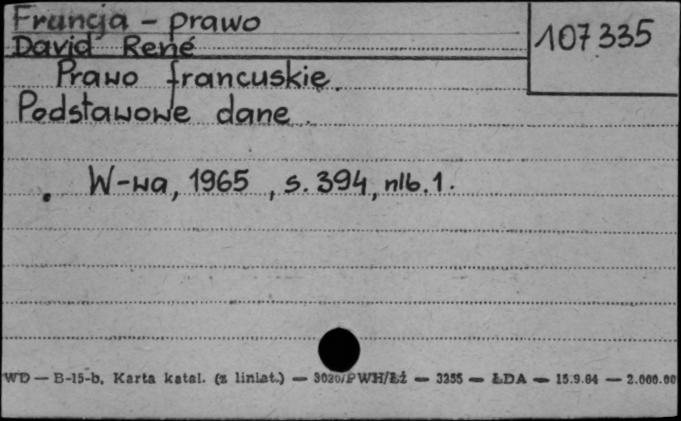 Francja - prawo
107335
David René
Prawo francuskie.
Podstawowe dane.
W-wa, 1965, s. 394, nlb. 1.
WD — B-15-b. Karta katal. (z liniat.) — 3020/PWH/Łż — 3255 — ŁDA — 15.9.64 — 2.000.00